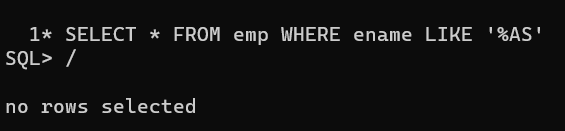 1* SELECT * FROM emp WHERE ename LIKE '%AS'
SQL> /
no rows selected